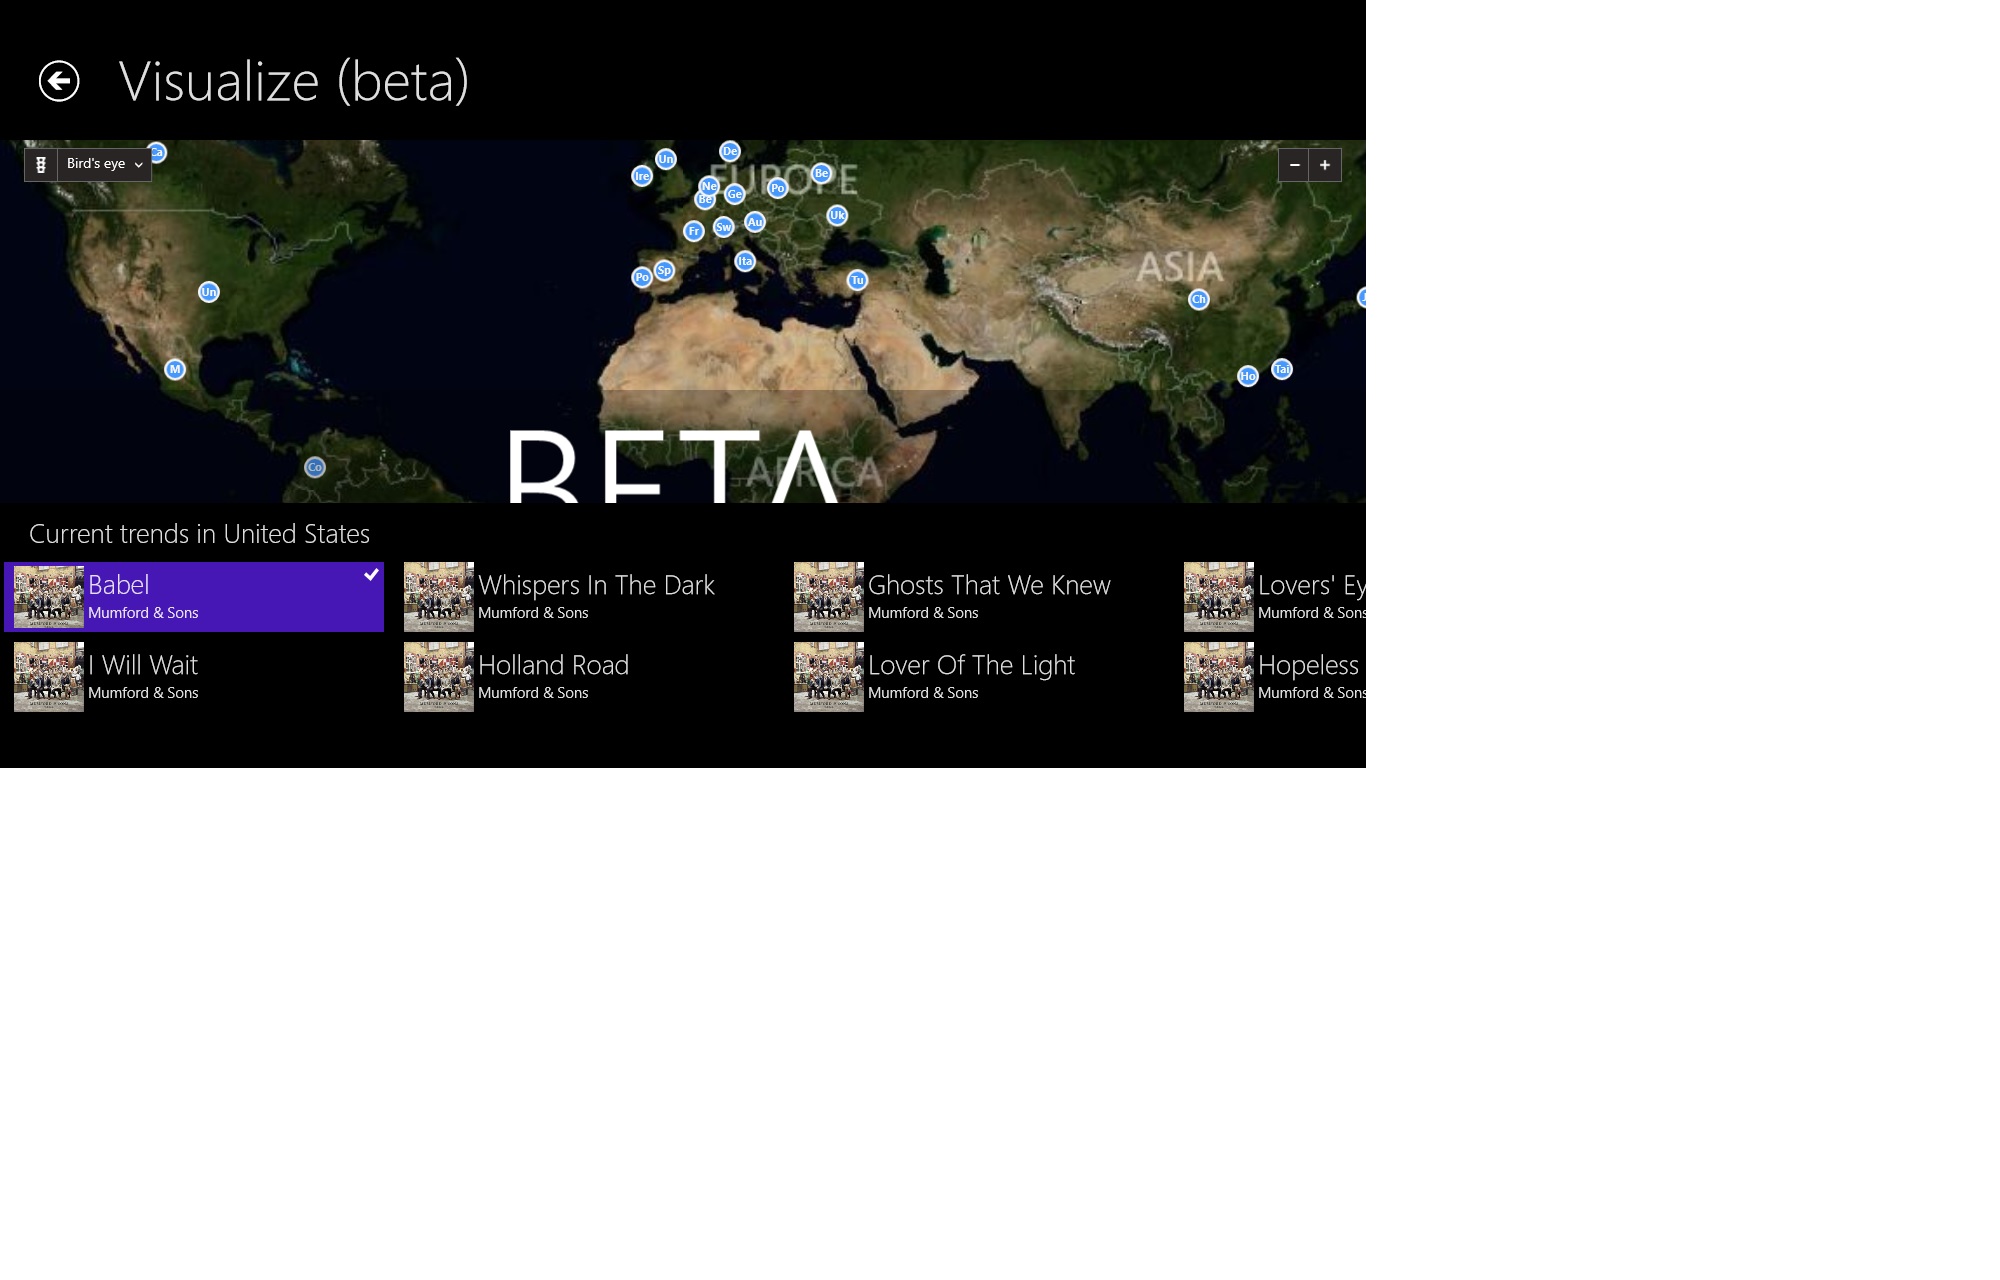 Visualize (beta)
Bird's eye
Ca
Un
De
Ire
Be
Ne
EUROPE
Be
Ge
Po
Uk
Au
Fr
Sw
Ita
ASIA
Po
Sp
Tu
Un
Ch
M
Ho
Tai
BETA
AFRICA
Co
Current trends in United States
Babel
Mumford & Sons
Whispers In The Dark
Mumford & Sons
Ghosts That We Knew
Mumford & Sons
Lovers' Ey
Mumford & Sons
I Will Wait
Mumford & Sons
Holland Road
Mumford & Sons
Lover Of The Light
Mumford & Sons
Hopeless
Mumford & Sons